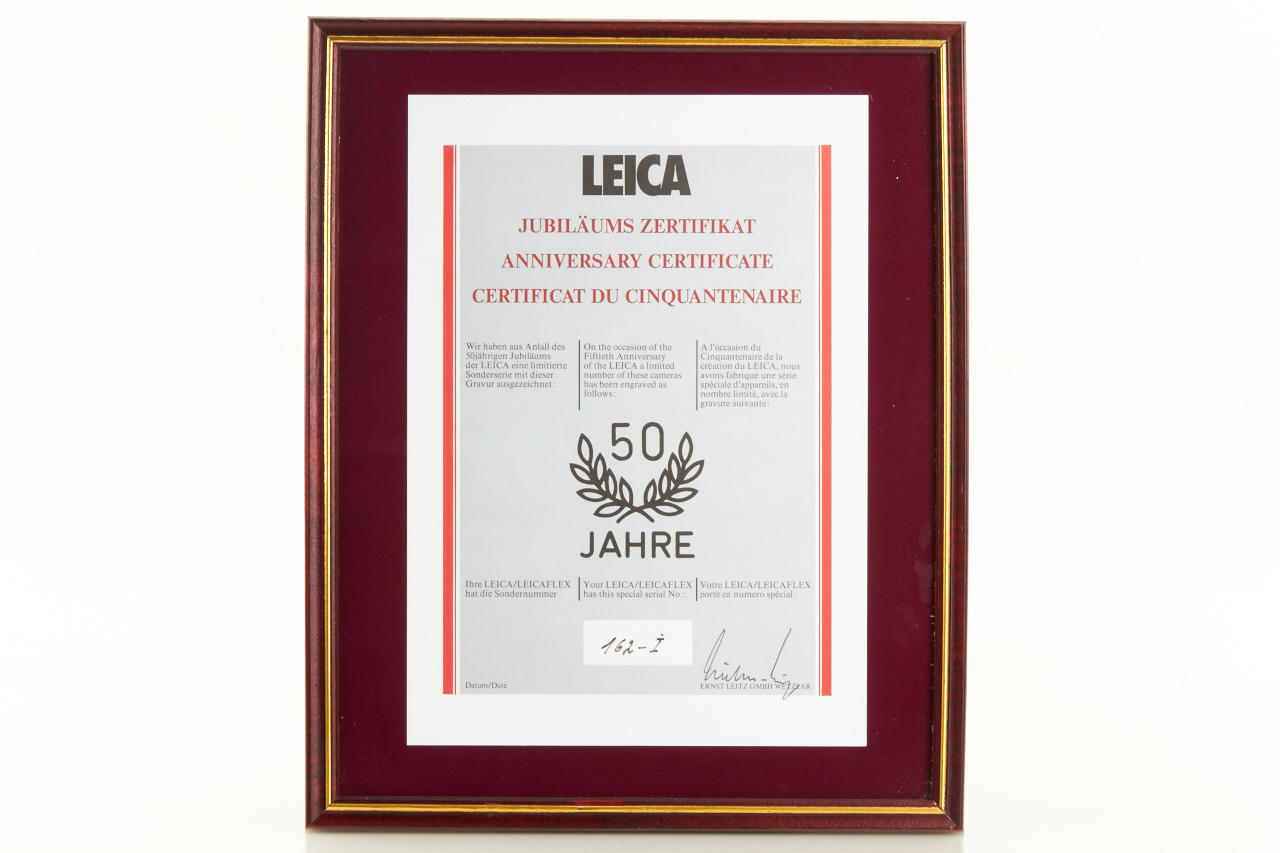 LEICA
JUBILÄUMS ZERTIFIKAT
ANNIVERSARY CERTIFICATE
CERTIFICAT DU CINQUANTENAIRE
Wir haben aus Anlaß des
50jährigen Jubiläums
der LEICA eine limitierte
Sonderserie mit dieser
Gravur ausgezeichnet:
On the occasion of the
Fiftieth Anniversary
of the LEICA a limited
number of these cameras
has been engraved as
follows:
A l'occasion du
Cinquantenaire de la
création du LEICA, nous
avons fabriqué une série
spéciale d'appareils, en
nombre limité, avec la
gravure suivante:
50
JAHRE
Ihre LEICA/LEICAFLEX
hat die Sondernummer
Your LEICA/LEICAFLEX
has this special serial No.:
Votre LEICA/LEICAFLEX
porte ce numero spécial:
162-I
Datum/Date
ERNST LEITZ GMBH WETZLAR